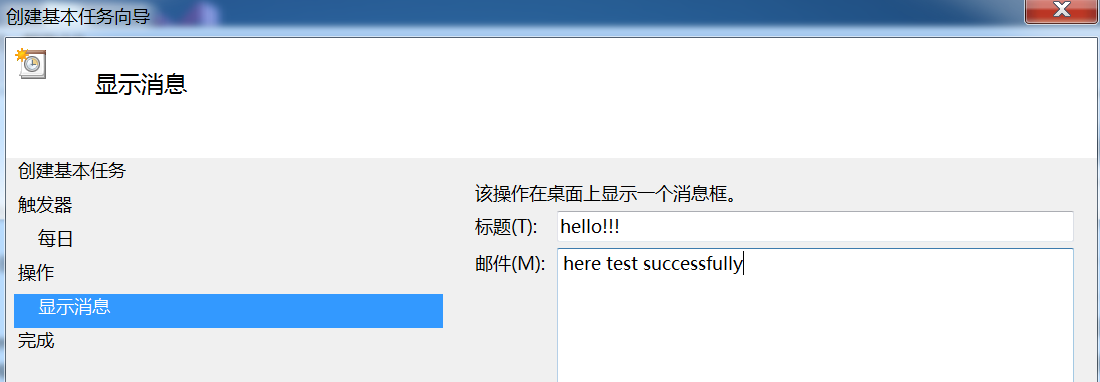 创建基本任务向导
显示消息
创建基本任务
触发器
每日
操作
显示消息
完成
该操作在桌面上显示一个消息框。
标题(T): hello!!!
邮件(M): here test successfully